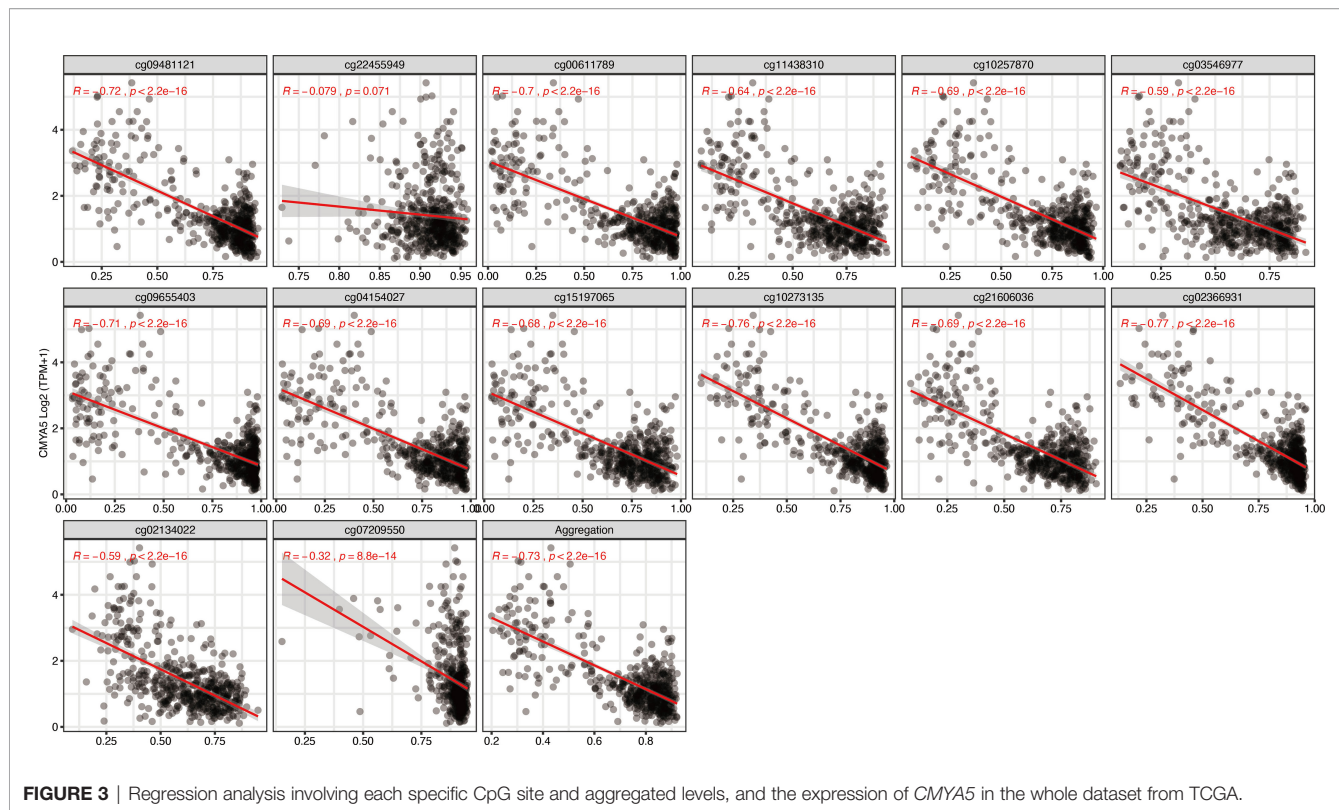 cg09481121 cg22455949 cg00611789 cg11438310 cg10257870 cg03546977
R = −0.72 , p < 2.2e−16 R = −0.079 , p = 0.071 R = −0.7 , p < 2.2e−16 R = −0.64 , p < 2.2e−16 R = −0.69 , p < 2.2e−16 R = −0.59 , p < 2.2e−16
4
2
0
0.25 0.50 0.75 0.75 0.80 0.85 0.90 0.95 0.00 0.25 0.50 0.75 1.00 0.25 0.50 0.75 0.25 0.50 0.75 1.00 0.25 0.50 0.75
cg09655403 cg04154027 cg15197065 cg10273135 cg21606036 cg02366931
R = −0.71 , p < 2.2e−16 R = −0.69 , p < 2.2e−16 R = −0.68 , p < 2.2e−16 R = −0.76 , p < 2.2e−16 R = −0.69 , p < 2.2e−16 R = −0.77 , p < 2.2e−16
CMYA5 Log2 (TPM+1)
4
2
0
0.00 0.25 0.50 0.75 1.00 0.00 0.25 0.50 0.75 1.00 0.00 0.25 0.50 0.75 1.00 0.25 0.50 0.75 1.00 0.25 0.50 0.75 0.25 0.50 0.75 1.00
cg02134022 cg07209550 Aggregation
R = −0.59 , p < 2.2e−16 R = −0.32 , p = 8.8e−14 R = −0.73 , p < 2.2e−16
4
2
0
0.25 0.50 0.75 0.25 0.50 0.75 0.2 0.4 0.6 0.8
FIGURE 3 | Regression analysis involving each specific CpG site and aggregated levels, and the expression of CMYA5 in the whole dataset from TCGA.